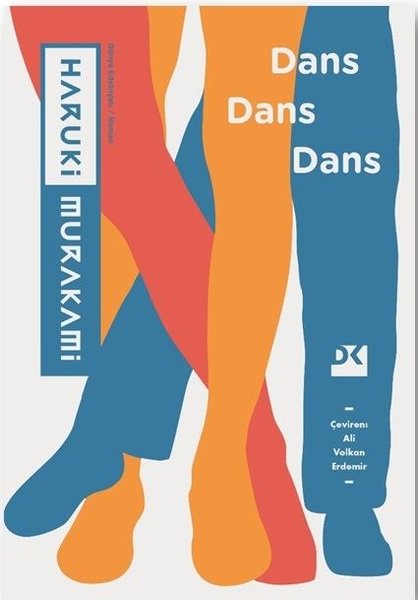 Dans
Dans
Dans
Dünya Edebiyatı / Roman
HARUKi
MURAKAMi
DK
Çeviren:
Ali
Volkan
Erdemir